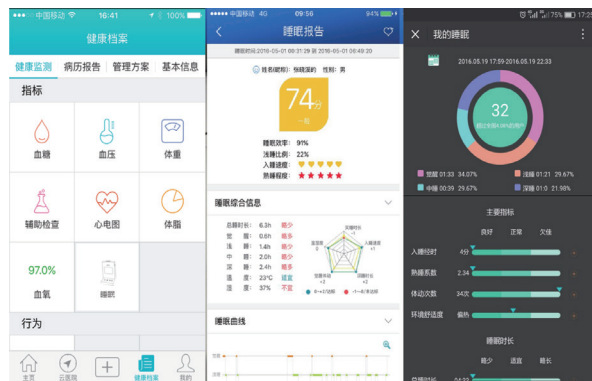 中国移动 16:41 100%
健康档案
健康监测 病历报告 管理方案 基本信息
指标
血糖 血压 体重
辅助检查 心电图 体脂
97.0%
血氧 睡眠
行为
主页 云医院 健康档案 我的
中国移动 4G 09:56 94%
睡眠报告
睡眠时间:2016-05-01 00:31:29 至 2016-05-01 06:49:20
姓名(昵称): 性别: 男
74分
一般
睡眠效率: 91%
浅睡比例: 22%
入睡速度:
熟睡程度:
睡眠综合信息
总睡时长: 6.3h 略少
觉醒: 0.6h 略多
浅睡: 1.4h 略少
中睡: 2.0h 略少
深睡: 2.4h 略多
温度: 23°C 适宜
湿度: 37% 不宜
睡眠曲线
75% 17:25
我的睡眠
2016.05.19 17:59-2016.05.19 22:33
32
觉醒 01:33 34.07% 浅睡 01:21 29.67%
中睡 00:39 29.67% 深睡 01:0 21.98%
主要指标
良好 正常 欠佳
入睡经时 4分
熟睡系数 2.34
体动次数 34次
环境舒适度 偏热
睡眠时长
略少 适宜 略长